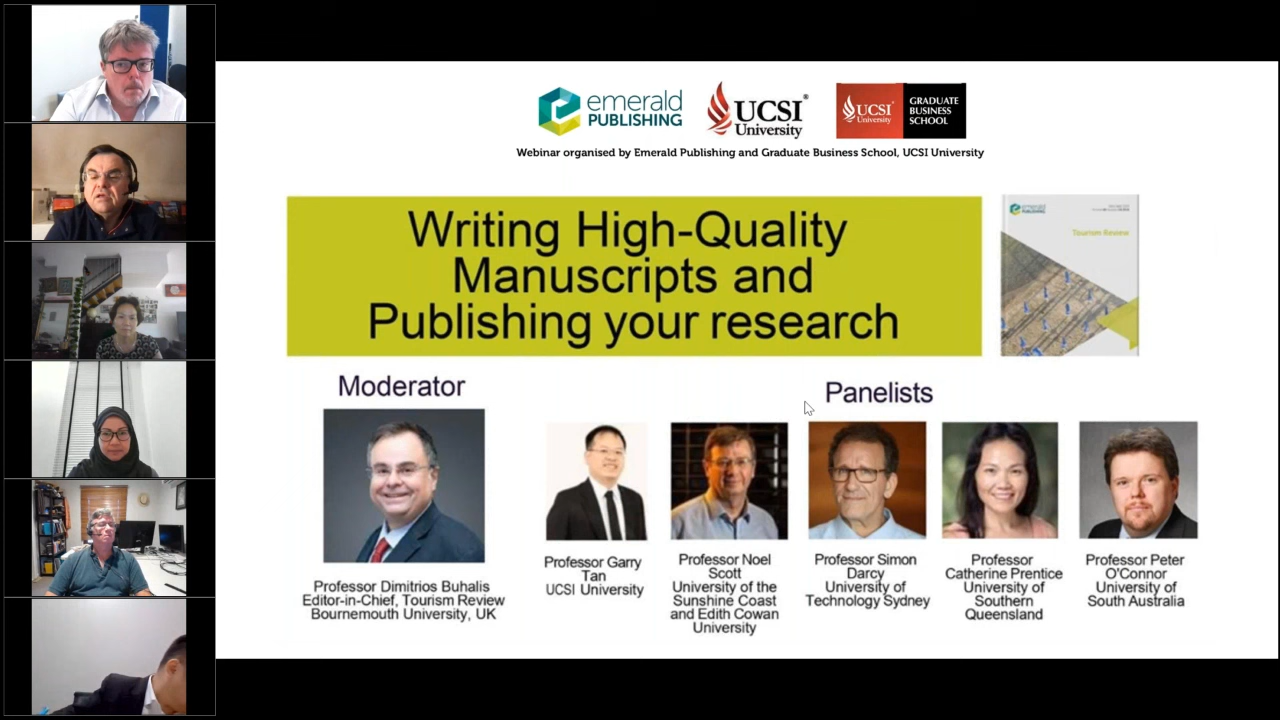 emerald
PUBLISHING
UCSI
University
®
UCSI
University
GRADUATE
BUSINESS
SCHOOL
Webinar organised by Emerald Publishing and Graduate Business School, UCSI University
Writing High-Quality
Manuscripts and
Publishing your research
emerald
PUBLISHING
Tourism Review
Moderator
Panelists
Professor Dimitrios Buhalis
Editor-in-Chief, Tourism Review
Bournemouth University, UK
Professor Garry
Tan
UCSI University
Professor Noel
Scott
University of the
Sunshine Coast
and Edith Cowan
University
Professor Simon
Darcy
University of
Technology Sydney
Professor
Catherine Prentice
University of
Southern
Queensland
Professor Peter
O'Connor
University of
South Australia